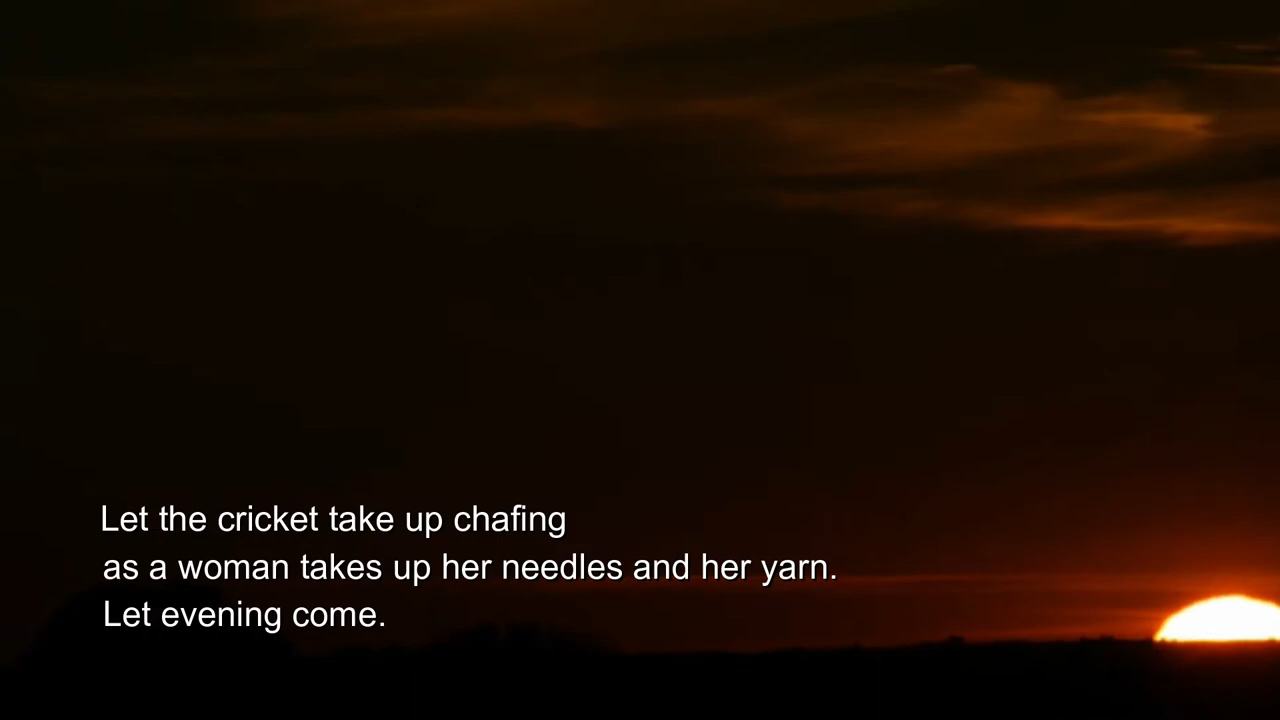 Let the cricket take up chafing
as a woman takes up her needles and her yarn.
Let evening come.